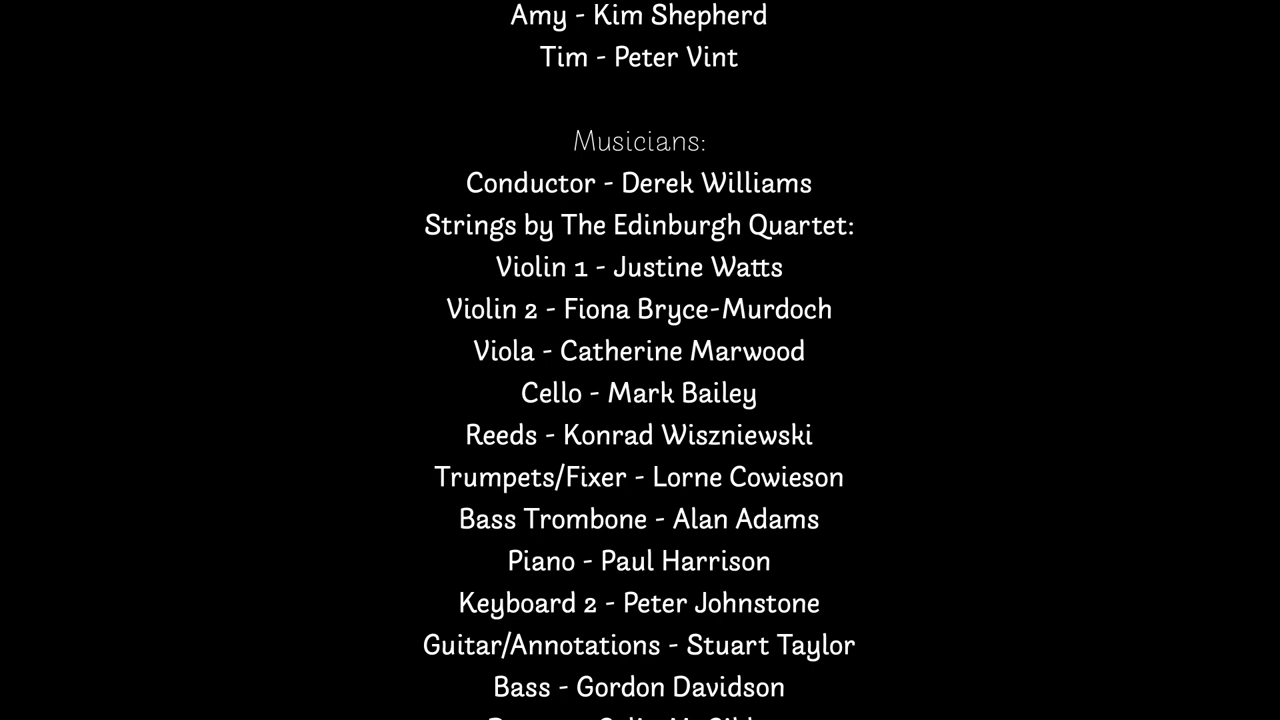 Amy - Kim Shepherd
Tim - Peter Vint
Musicians:
Conductor - Derek Williams
Strings by The Edinburgh Quartet:
Violin 1 - Justine Watts
Violin 2 - Fiona Bryce-Murdoch
Viola - Catherine Marwood
Cello - Mark Bailey
Reeds - Konrad Wiszniewski
Trumpets/Fixer - Lorne Cowieson
Bass Trombone - Alan Adams
Piano - Paul Harrison
Keyboard 2 - Peter Johnstone
Guitar/Annotations - Stuart Taylor
Bass - Gordon Davidson